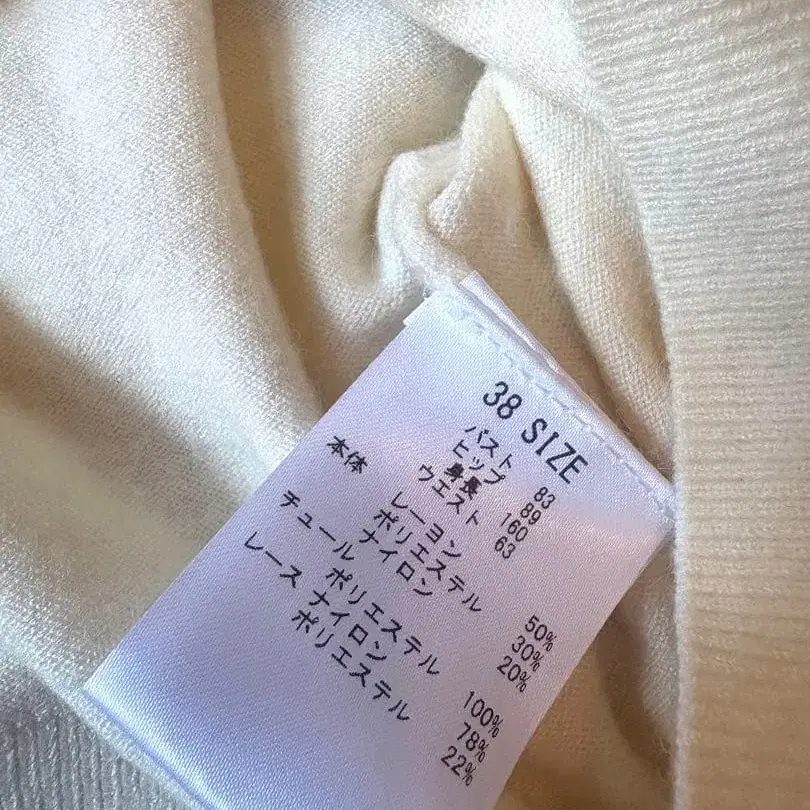 38 SIZE
バスト 83
ヒップ 89
身長 160
ウエスト 63
本体 レーヨン 50%
ポリエステル 30%
ナイロン 20%
チュール ポリエステル 100%
レース ナイロン 78%
ポリエステル 22%